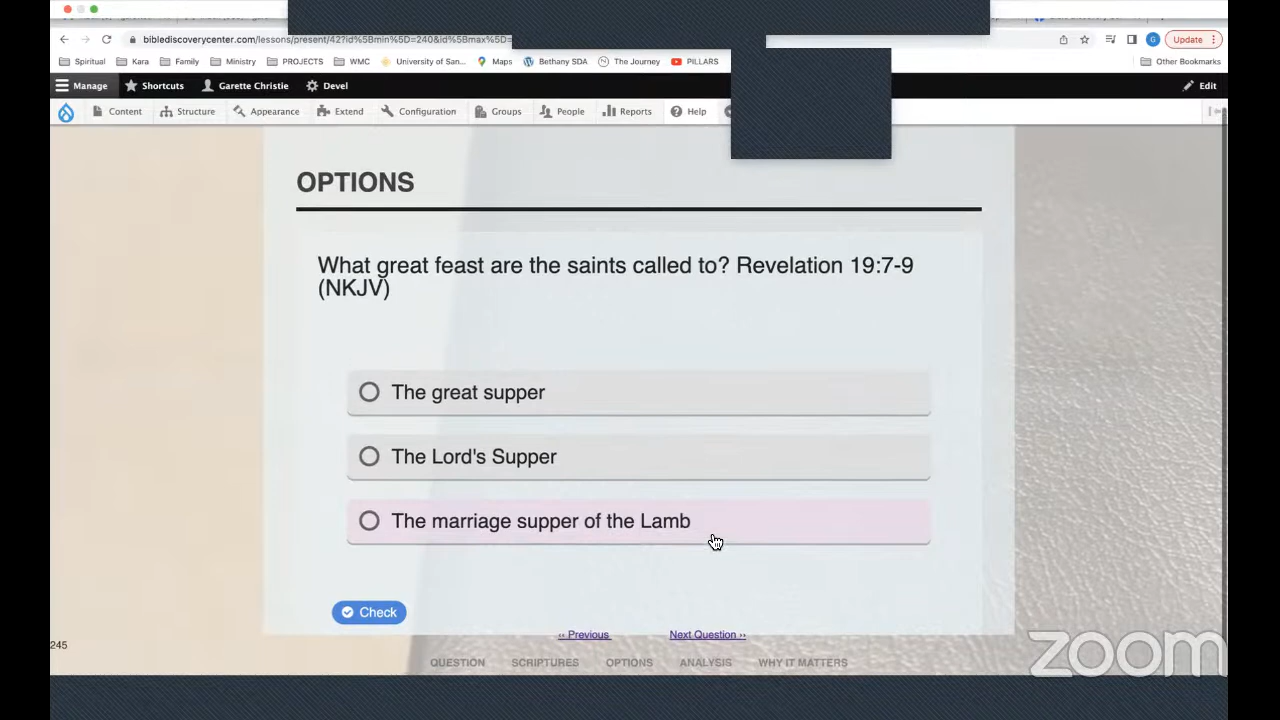 biblediscoverycenter.com/lessons/present/42?id%5Bmin%5D=240&id%5Bmax%5D=
G Update
Spiritual Kara Family Ministry PROJECTS WMC University of San... Maps Bethany SDA The Journey PILLARS Other Bookmarks
Manage Shortcuts Garette Christie Devel Edit
Content Structure Appearance Extend Configuration Groups People Reports Help
OPTIONS
What great feast are the saints called to? Revelation 19:7-9
(NKJV)
The great supper
The Lord's Supper
The marriage supper of the Lamb
Check
‹‹ Previous Next Question ››
245
QUESTION SCRIPTURES OPTIONS ANALYSIS WHY IT MATTERS
zoom